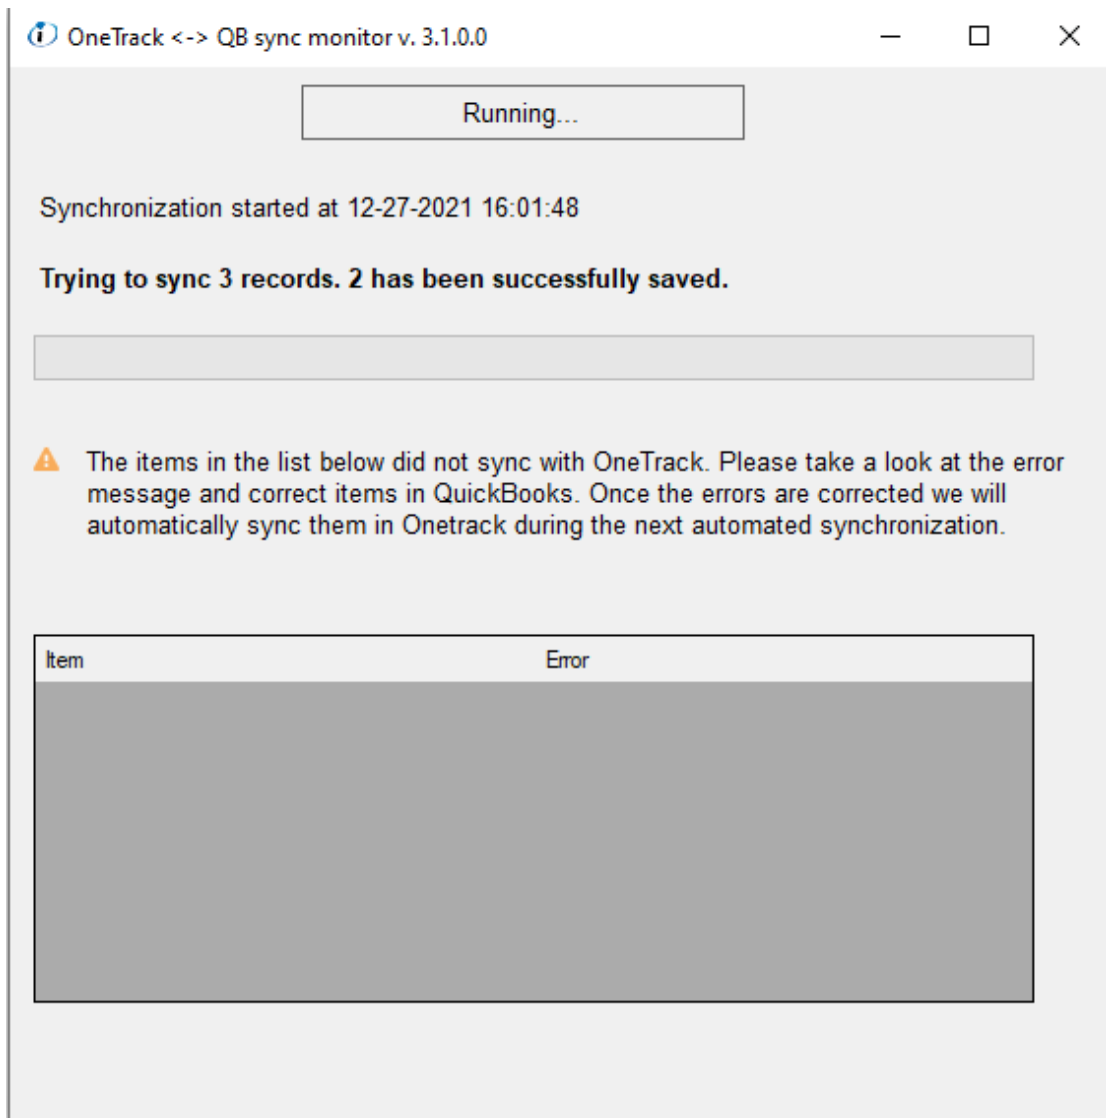 OneTrack <-> QB sync monitor v. 3.1.0.0
Running...
Synchronization started at 12-27-2021 16:01:48
Trying to sync 3 records. 2 has been successfully saved.
The items in the list below did not sync with OneTrack. Please take a look at the error
message and correct items in QuickBooks. Once the errors are corrected we will
automatically sync them in Onetrack during the next automated synchronization.
Item Error